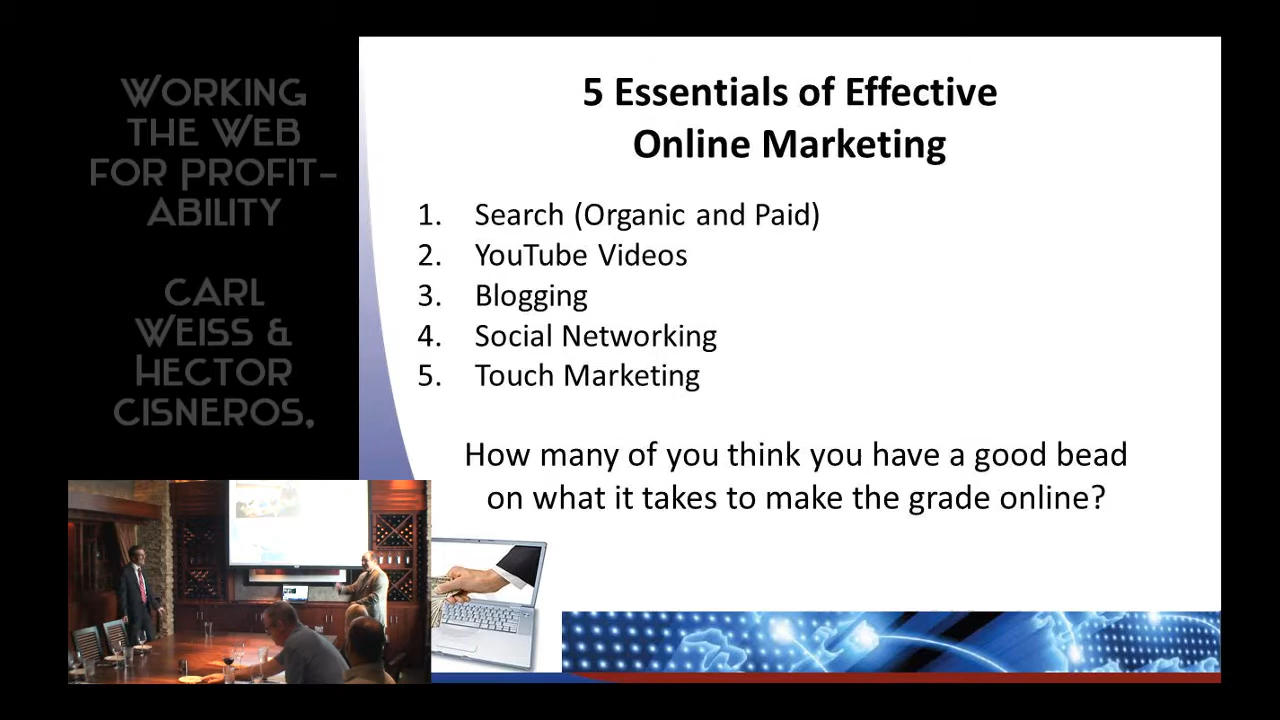 WORKING
THE WEB
FOR PROFIT-
ABILITY
CARL
WEISS &
HECTOR
CISNEROS,
5 Essentials of Effective
Online Marketing
1. Search (Organic and Paid)
2. YouTube Videos
3. Blogging
4. Social Networking
5. Touch Marketing
How many of you think you have a good bead
on what it takes to make the grade online?